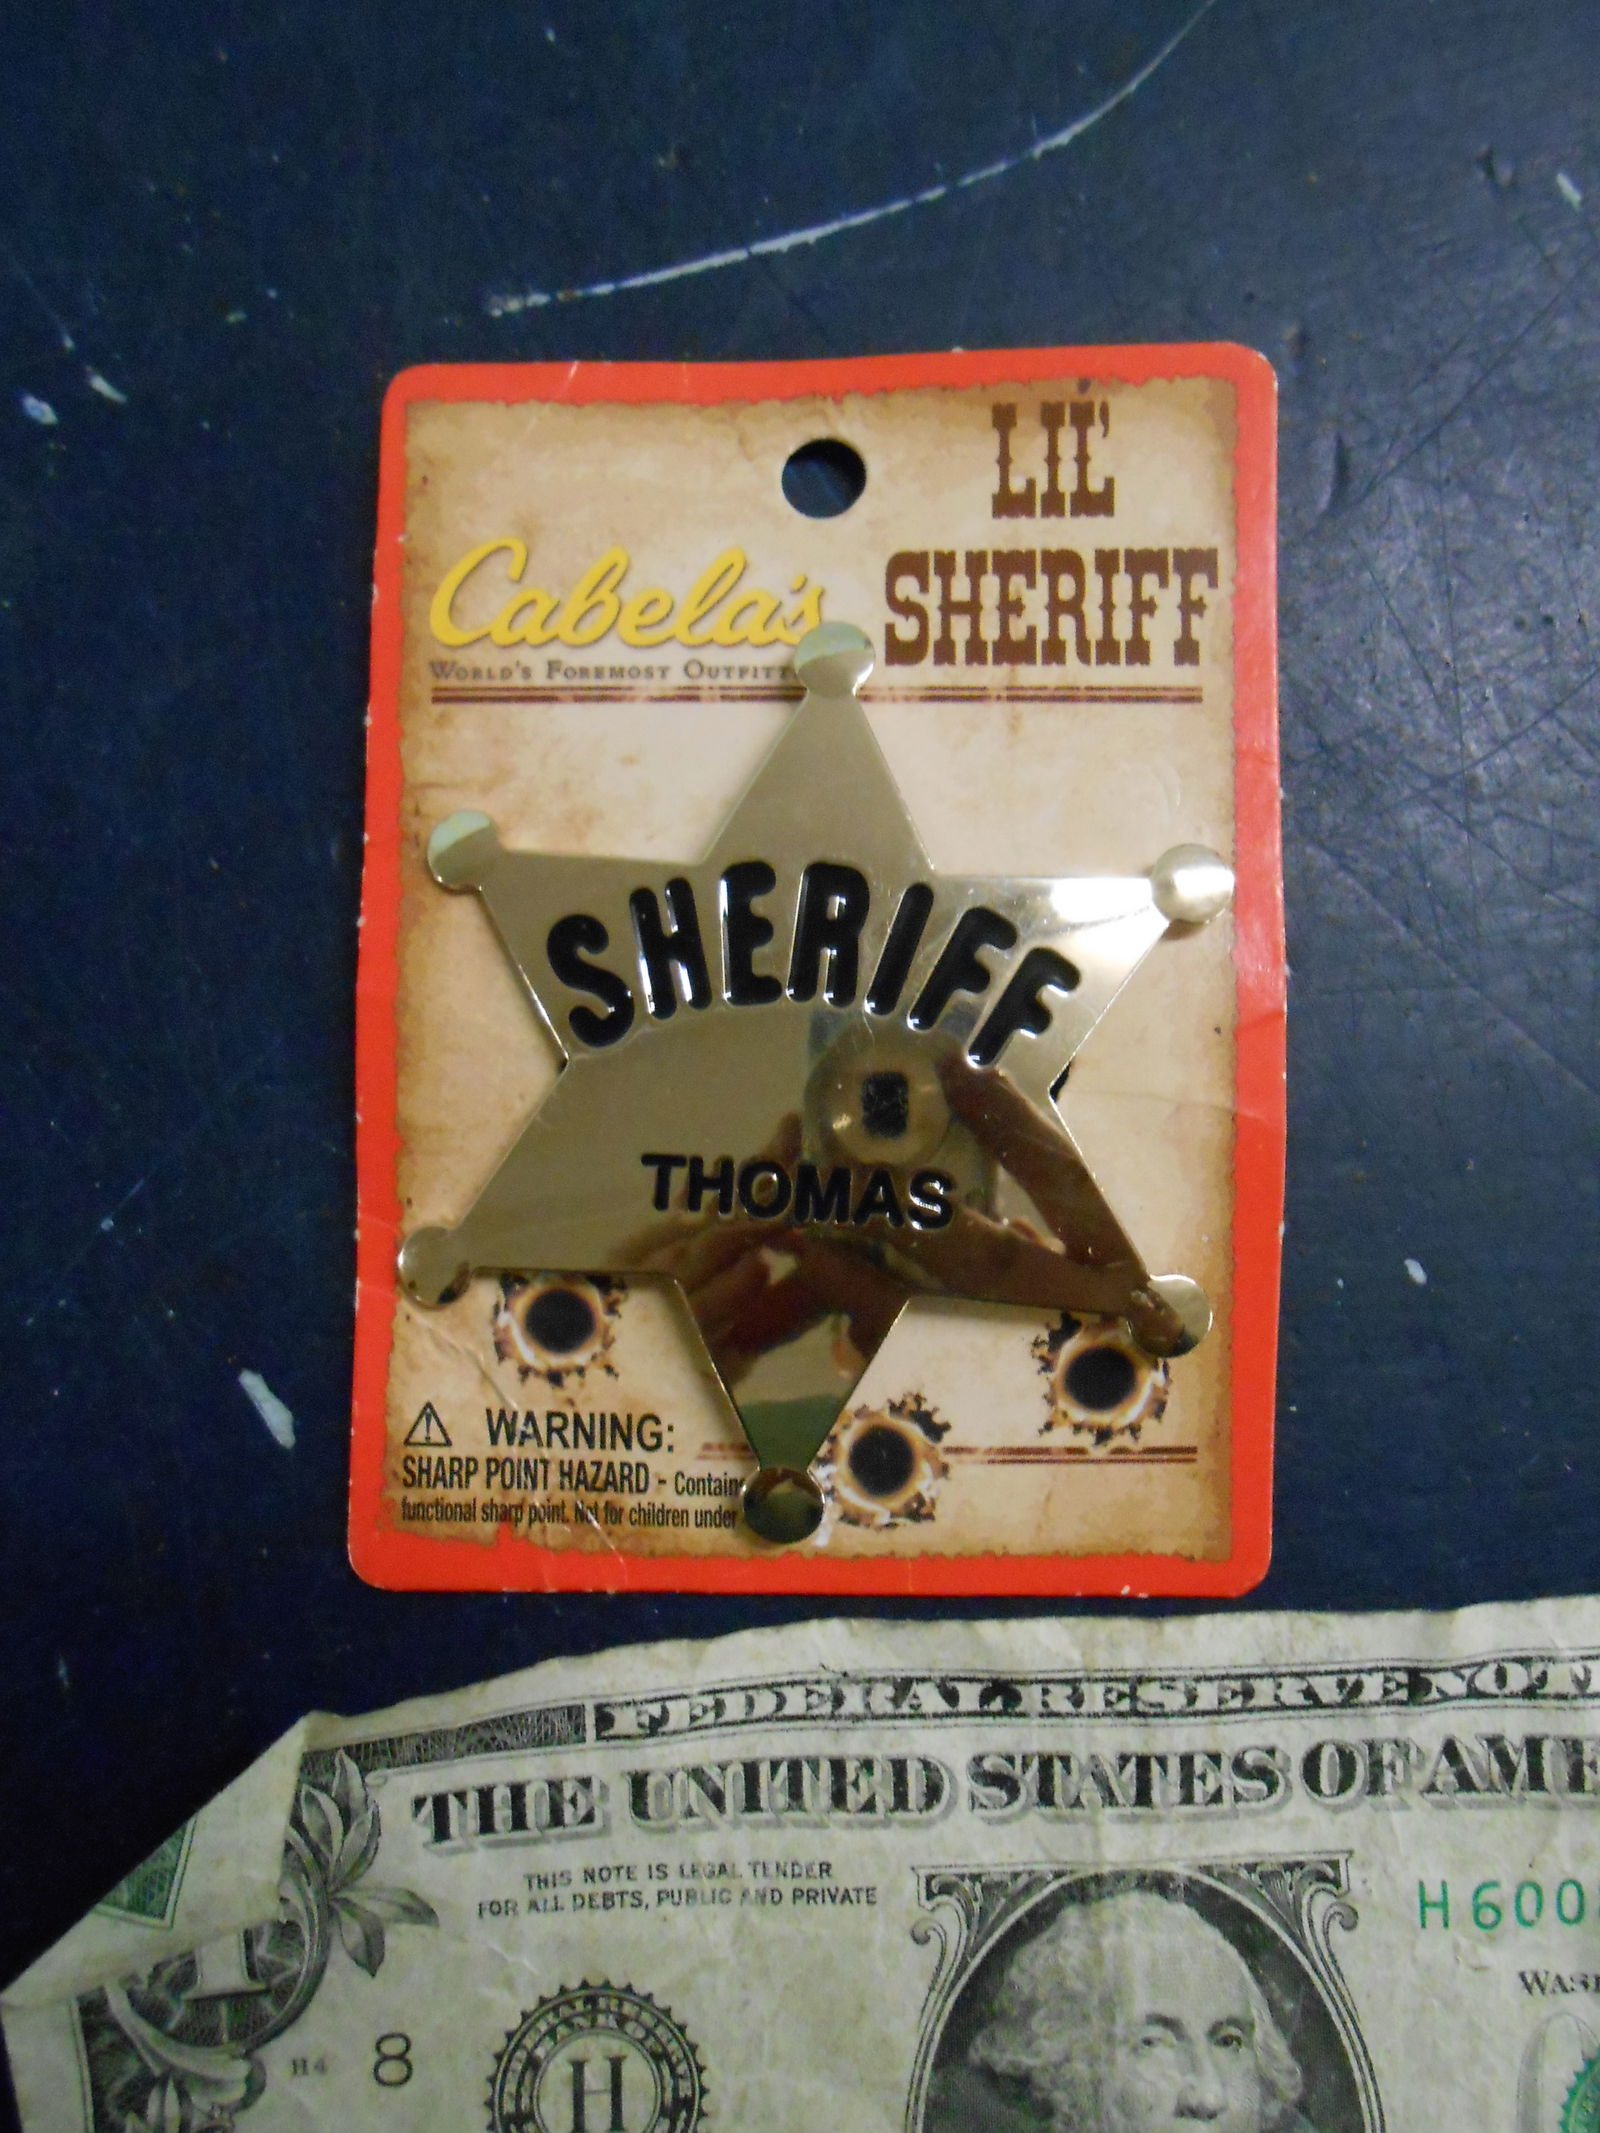 LIL'
Cabela's
SHERIFF
WORLD'S FOREMOST
SHERIFF
THOMAS
WARNING:
SHARP POINT HAZARD - Contains
functional sharp point. Not for children under
FEDERAL RESERVE NOT
THE UNITED STATES OF AME
THIS NOTE IS LEGAL TENDER
FOR ALL DEBTS, PUBLIC AND PRIVATE
H 600
WAS
H4 8
H